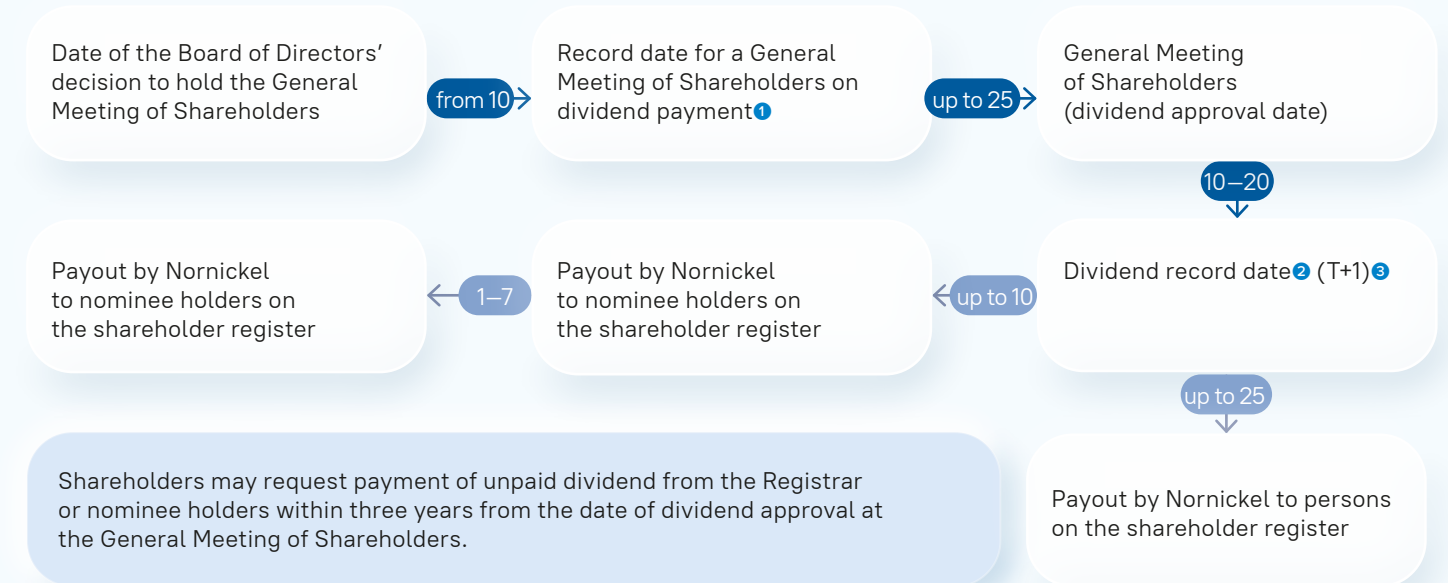 Date of the Board of Directors’
decision to hold the General
Meeting of Shareholders
from 10
Record date for a General
Meeting of Shareholders on
dividend payment❶
up to 25
General Meeting
of Shareholders
(dividend approval date)
10—20
Dividend record date❷ (T+1)❸
up to 10
Payout by Nornickel
to nominee holders on
the shareholder register
1—7
Payout by Nornickel
to nominee holders on
the shareholder register
up to 25
Payout by Nornickel to persons
on the shareholder register
Shareholders may request payment of unpaid dividend from the Registrar
or nominee holders within three years from the date of dividend approval at
the General Meeting of Shareholders.